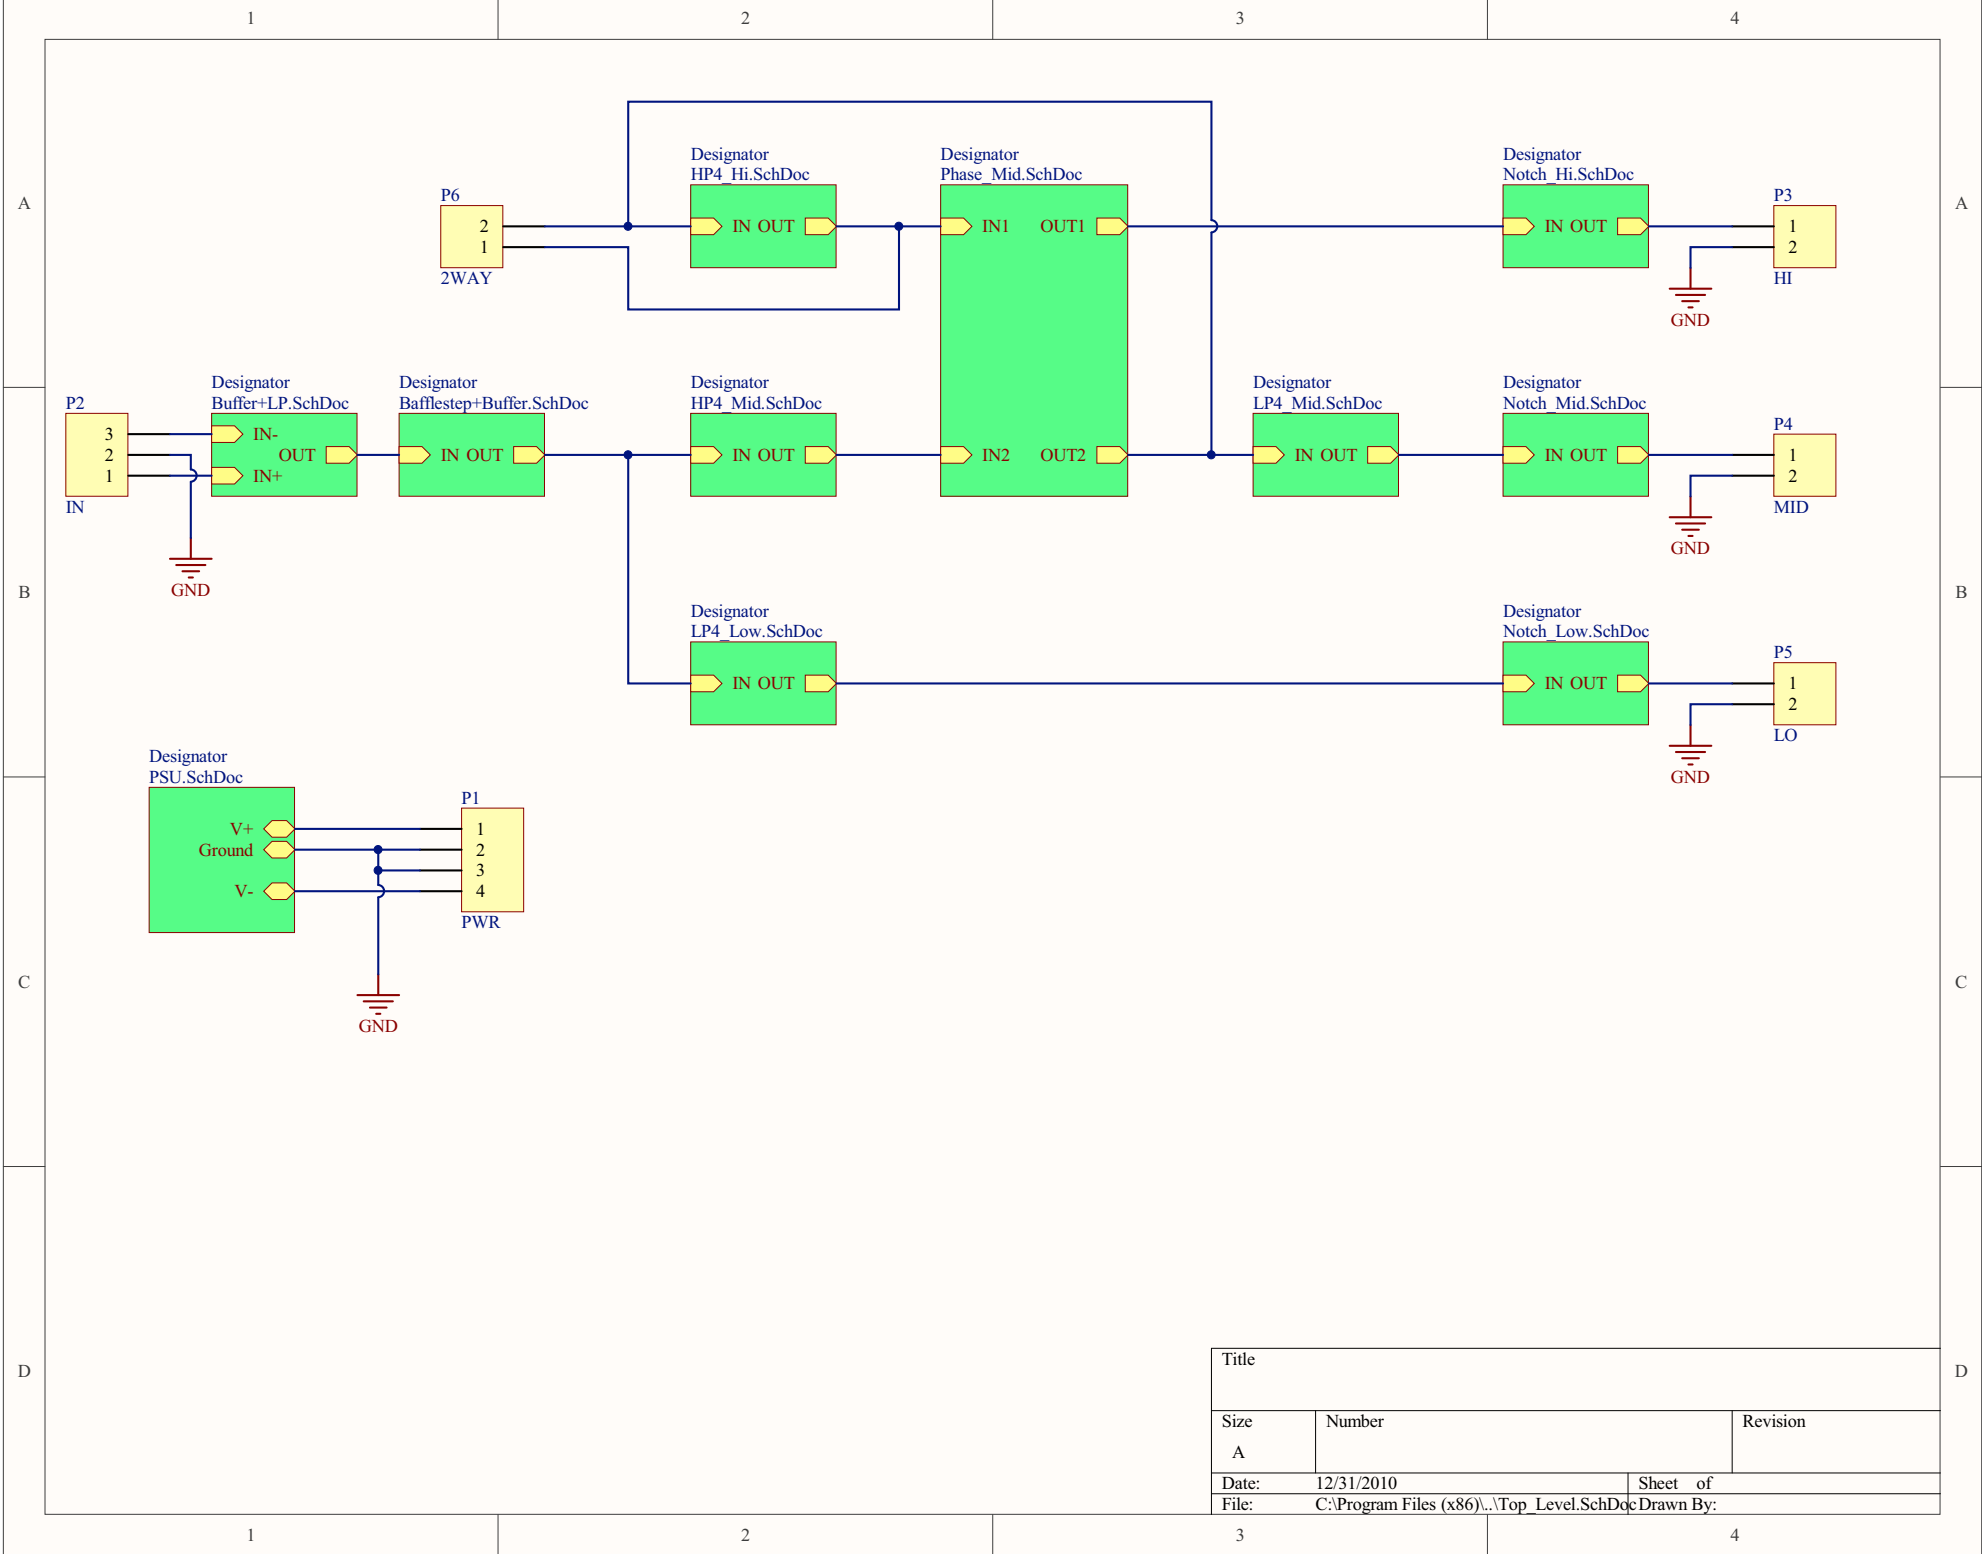 1 2 3 4
A A
B B
C C
D D
Designator
HP4_Hi.SchDoc
Designator
Phase_Mid.SchDoc
Designator
Notch_Hi.SchDoc
P6
2
1
2WAY
IN OUT
IN1 OUT1
IN2 OUT2
IN OUT
P3
1
2
HI
GND
P2
3
2
1
IN
GND
Designator
Buffer+LP.SchDoc
IN-
OUT
IN+
Designator
Bafflestep+Buffer.SchDoc
IN OUT
Designator
HP4_Mid.SchDoc
IN OUT
Designator
LP4_Mid.SchDoc
IN OUT
Designator
Notch_Mid.SchDoc
IN OUT
P4
1
2
MID
GND
Designator
LP4_Low.SchDoc
IN OUT
Designator
Notch_Low.SchDoc
IN OUT
P5
1
2
LO
GND
Designator
PSU.SchDoc
V+
Ground
V-
P1
1
2
3
4
PWR
GND
Title
Size Number Revision
A
Date: 12/31/2010 Sheet of
File: C:\Program Files (x86)\..\Top_Level.SchDoc Drawn By:
1 2 3 4